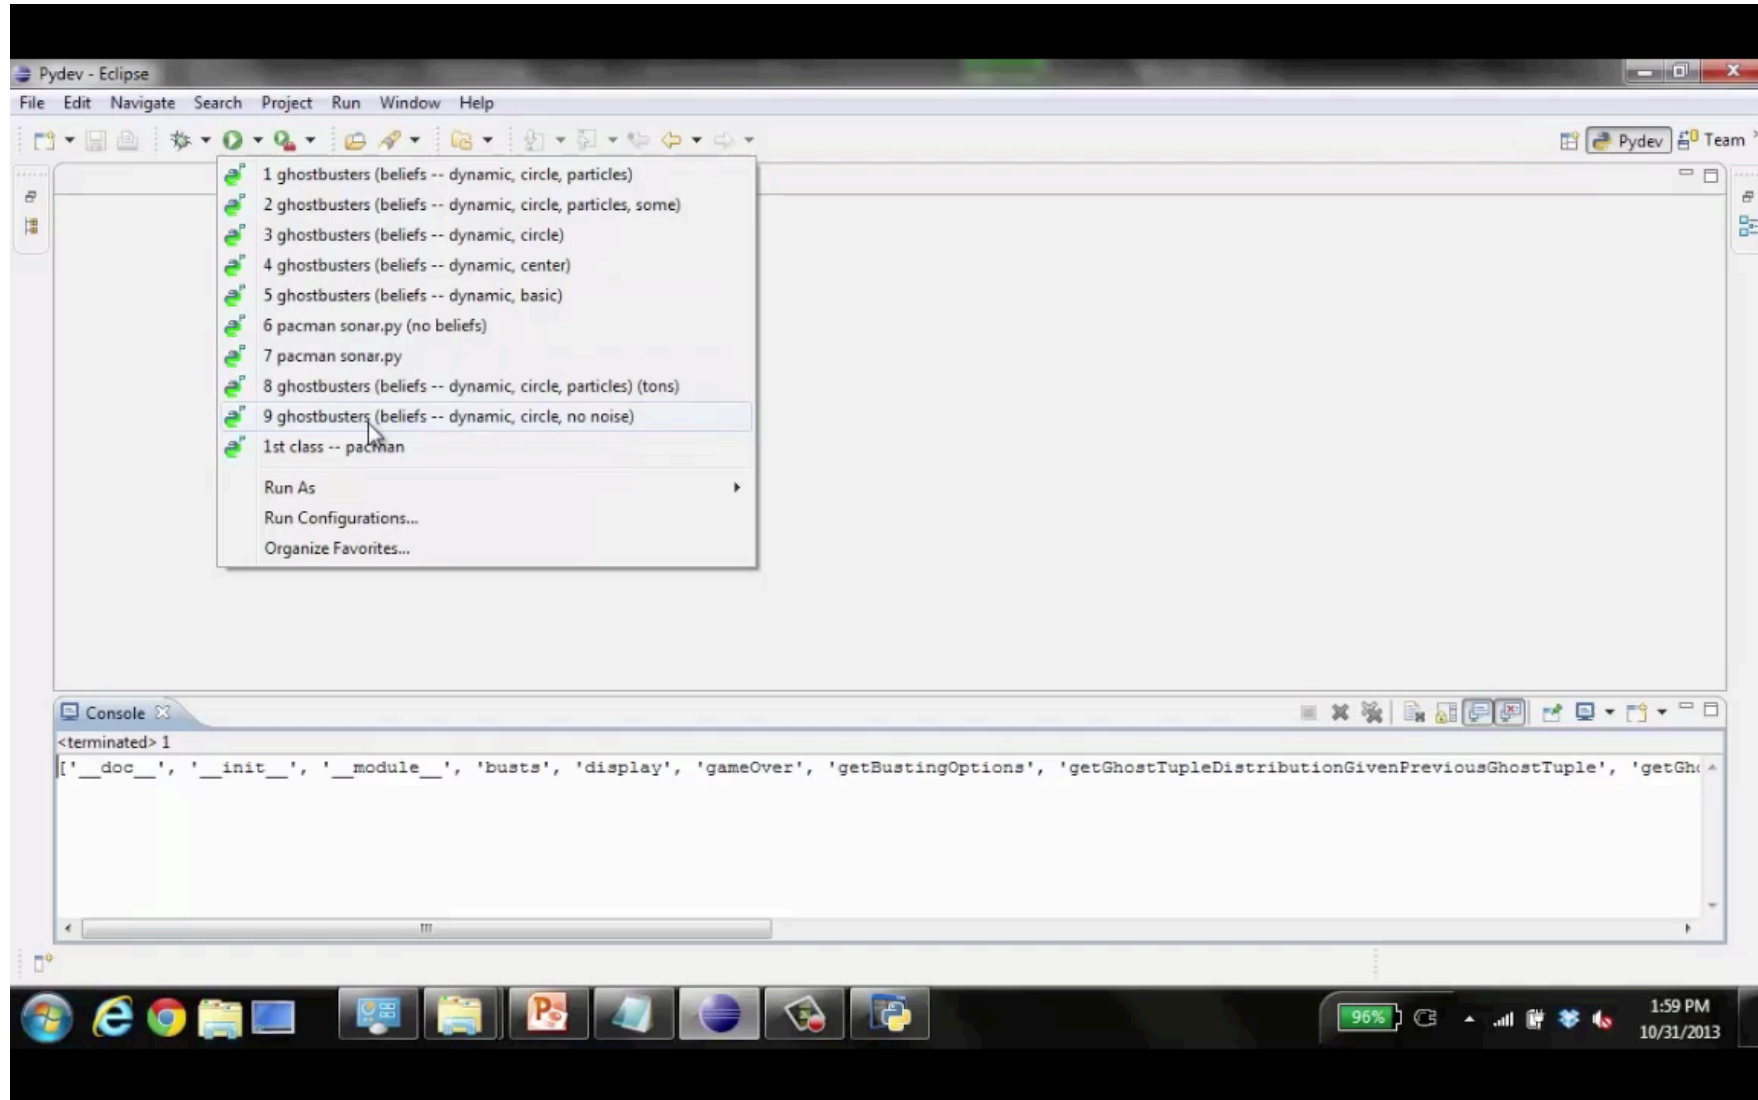 Pydev - Eclipse
File Edit Navigate Search Project Run Window Help
Pydev Team
1 ghostbusters (beliefs -- dynamic, circle, particles)
2 ghostbusters (beliefs -- dynamic, circle, particles, some)
3 ghostbusters (beliefs -- dynamic, circle)
4 ghostbusters (beliefs -- dynamic, center)
5 ghostbusters (beliefs -- dynamic, basic)
6 pacman sonar.py (no beliefs)
7 pacman sonar.py
8 ghostbusters (beliefs -- dynamic, circle, particles) (tons)
9 ghostbusters (beliefs -- dynamic, circle, no noise)
1st class -- pacman
Run As
Run Configurations...
Organize Favorites...
Console
<terminated> 1
['__doc__', '__init__', '__module__', 'busts', 'display', 'gameOver', 'getBustingOptions', 'getGhostTupleDistributionGivenPreviousGhostTuple', 'getGh
96%
1:59 PM
10/31/2013